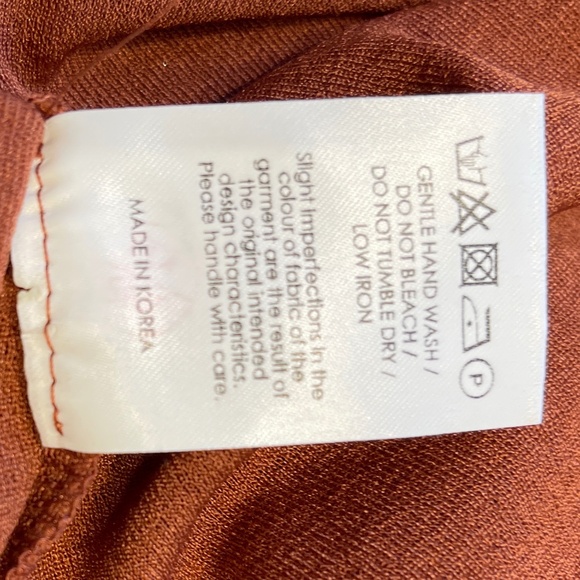 P
GENTLE HAND WASH /
DO NOT BLEACH /
DO NOT TUMBLE DRY /
LOW IRON
Slight Imperfections In the
colour of fabric of the
garment are the result of
the original intended
design characteristics.
Please handle with care.
MADE IN KOREA